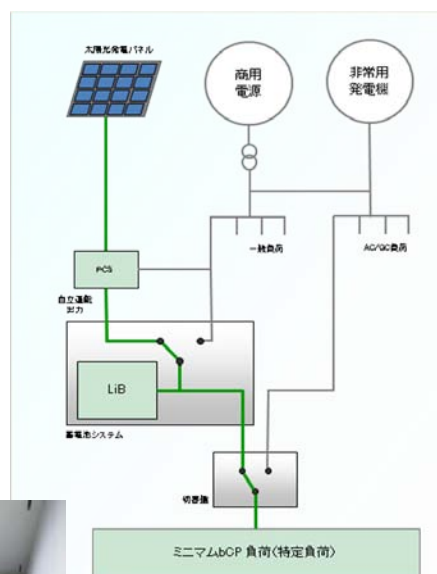 太陽光発電パネル
商用
電源
非常用
発電機
一般負荷
AC/GC負荷
PCS
自立運転
出力
LiB
蓄電池システム
切替盤
ミニマムbCP 負荷(特定負荷)